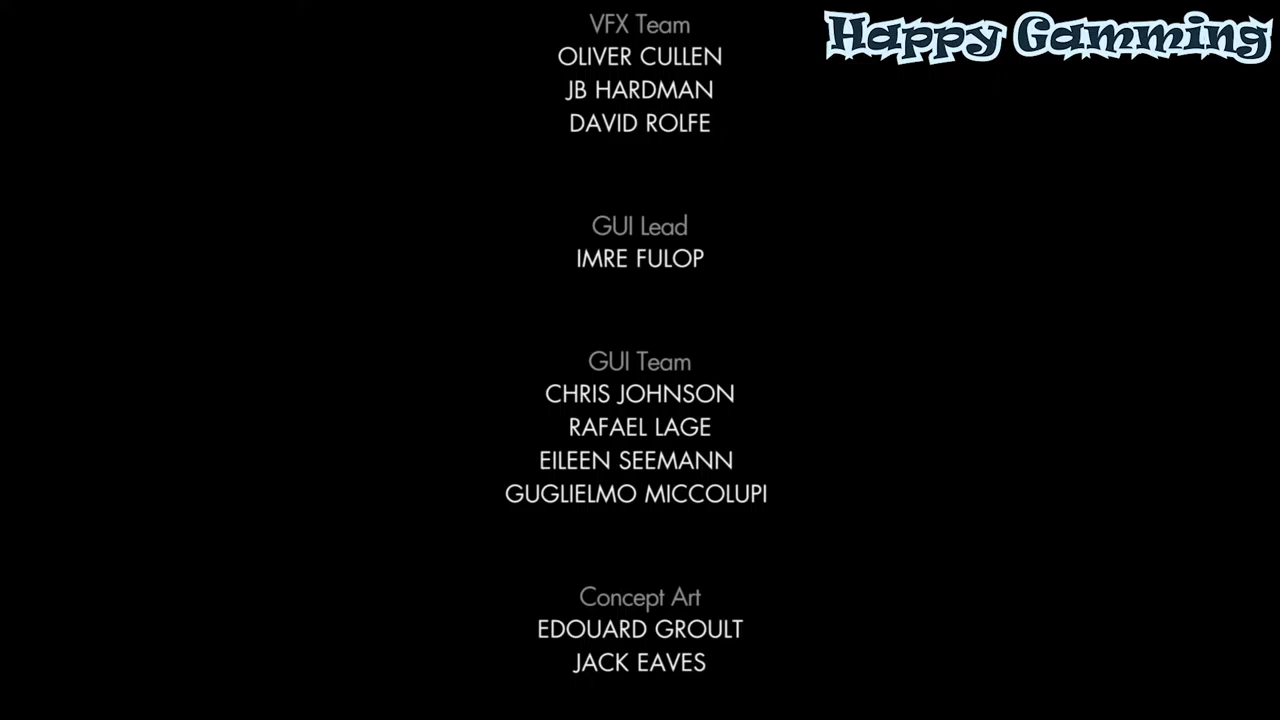 Happy Gamming
VFX Team
OLIVER CULLEN
JB HARDMAN
DAVID ROLFE
GUI Lead
IMRE FULOP
GUI Team
CHRIS JOHNSON
RAFAEL LAGE
EILEEN SEEMANN
GUGLIELMO MICCOLUPI
Concept Art
EDOUARD GROULT
JACK EAVES